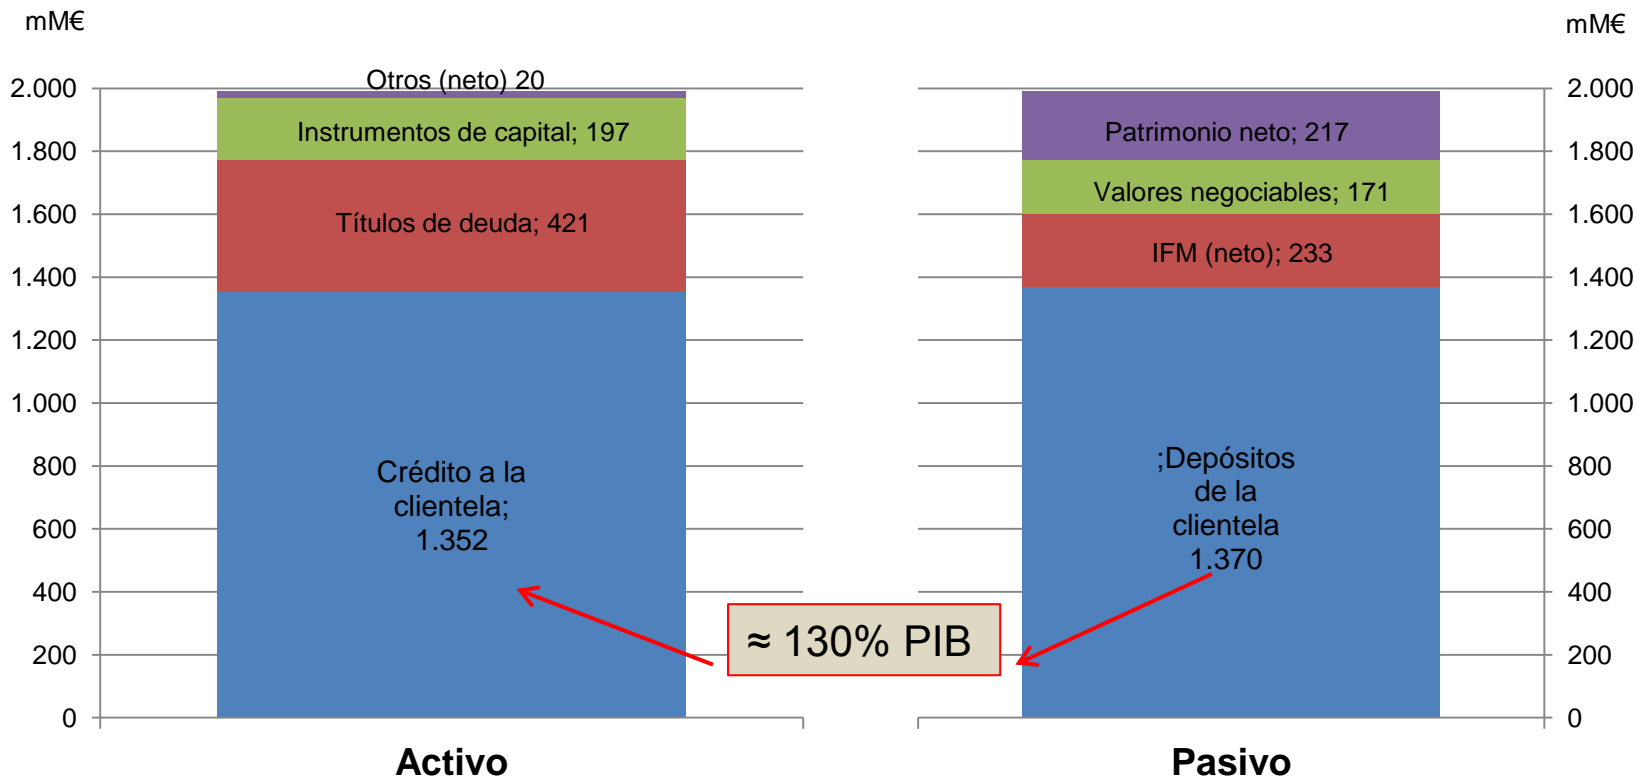 mM€
mM€
2.000
1.800
1.600
1.400
1.200
1.000
800
600
400
200
0
Otros (neto) 20
Instrumentos de capital; 197
Títulos de deuda; 421
Crédito a la
clientela;
1.352
Activo
≈ 130% PIB
Patrimonio neto; 217
Valores negociables; 171
IFM (neto); 233
;Depósitos
de la
clientela
1.370
Pasivo
2.000
1.800
1.600
1.400
1.200
1.000
800
600
400
200
0